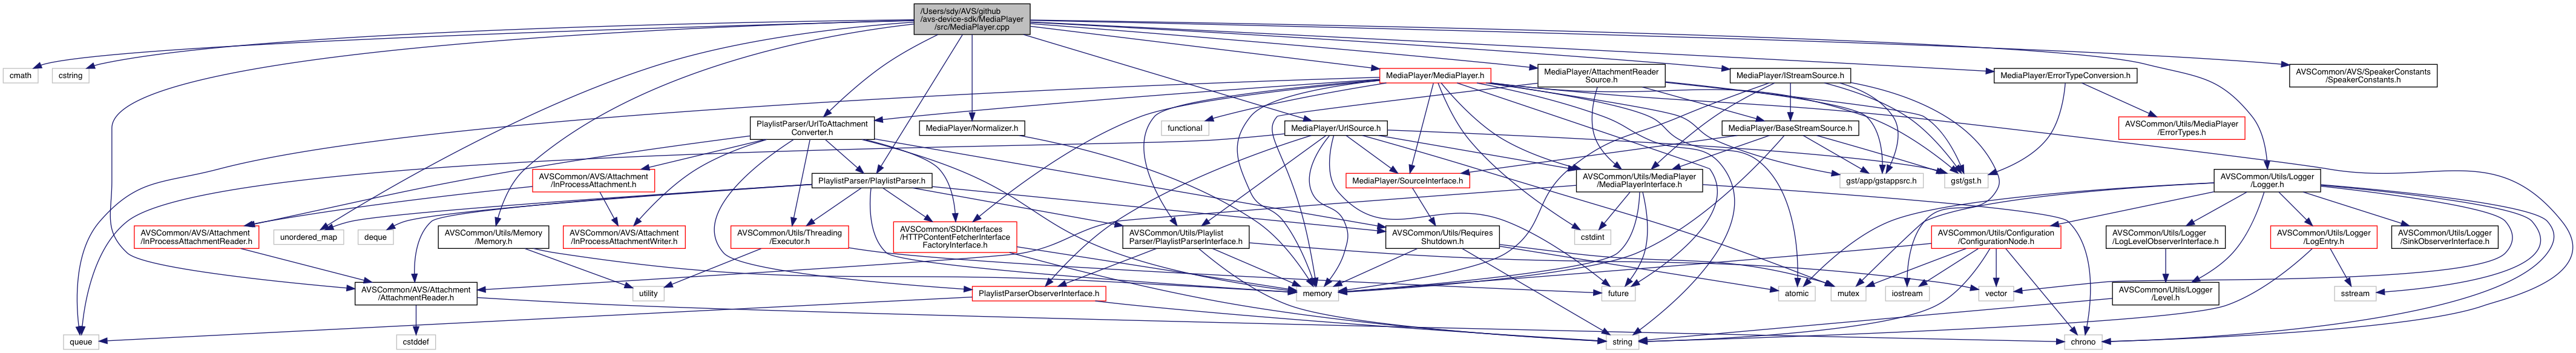 /Users/sdy/AVS/github
/avs-device-sdk/MediaPlayer
/src/MediaPlayer.cpp
cmath
cstring
MediaPlayer/MediaPlayer.h
MediaPlayer/AttachmentReader
Source.h
MediaPlayer/IStreamSource.h
MediaPlayer/ErrorTypeConversion.h
AVSCommon/AVS/SpeakerConstants
/SpeakerConstants.h
PlaylistParser/UrlToAttachment
Converter.h
MediaPlayer/Normalizer.h
functional
MediaPlayer/UrlSource.h
MediaPlayer/BaseStreamSource.h
AVSCommon/Utils/MediaPlayer
/ErrorTypes.h
AVSCommon/AVS/Attachment
/InProcessAttachment.h
PlaylistParser/PlaylistParser.h
MediaPlayer/SourceInterface.h
AVSCommon/Utils/MediaPlayer
/MediaPlayerInterface.h
gst/app/gstappsrc.h
gst/gst.h
AVSCommon/Utils/Logger
/Logger.h
AVSCommon/AVS/Attachment
/InProcessAttachmentReader.h
unordered_map
deque
AVSCommon/Utils/Memory
/Memory.h
AVSCommon/AVS/Attachment
/InProcessAttachmentWriter.h
AVSCommon/Utils/Threading
/Executor.h
AVSCommon/SDKInterfaces
/HTTPContentFetcherInterface
FactoryInterface.h
AVSCommon/Utils/Playlist
Parser/PlaylistParserInterface.h
AVSCommon/Utils/Requires
Shutdown.h
cstdint
AVSCommon/Utils/Configuration
/ConfigurationNode.h
AVSCommon/Utils/Logger
/LogLevelObserverInterface.h
AVSCommon/Utils/Logger
/LogEntry.h
AVSCommon/Utils/Logger
/SinkObserverInterface.h
AVSCommon/AVS/Attachment
/AttachmentReader.h
utility
PlaylistParserObserverInterface.h
memory
future
atomic
mutex
iostream
vector
AVSCommon/Utils/Logger
/Level.h
sstream
queue
cstddef
string
chrono